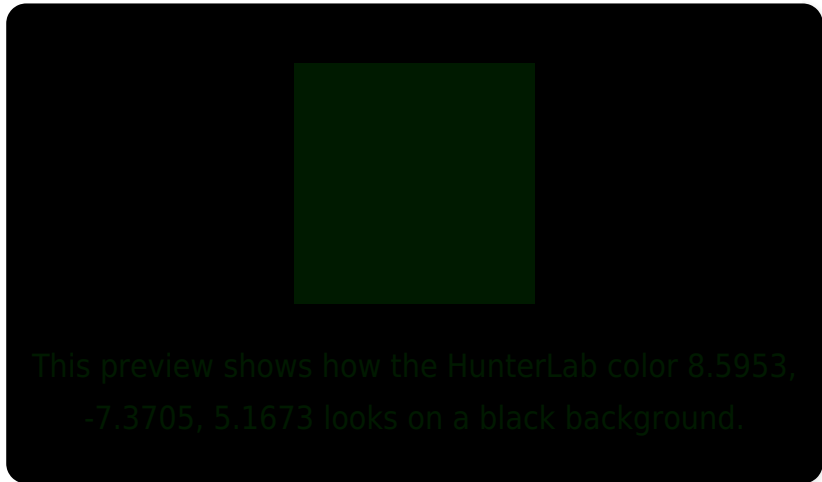 This preview shows how the HunterLab color 8.5953,
-7.3705, 5.1673 looks on a black background.